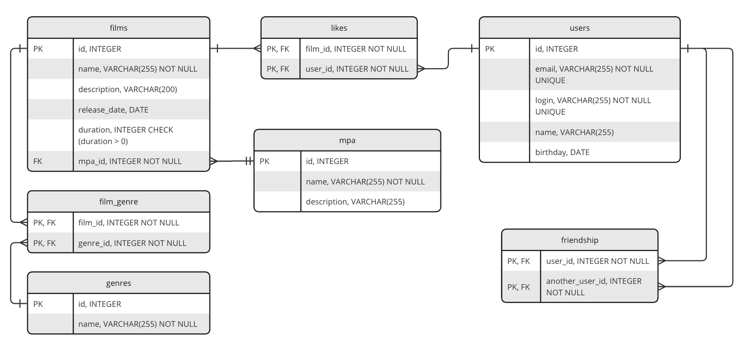 films
PK id, INTEGER
name, VARCHAR(255) NOT NULL
description, VARCHAR(200)
release_date, DATE
duration, INTEGER CHECK
(duration > 0)
FK mpa_id, INTEGER NOT NULL
likes
PK, FK film_id, INTEGER NOT NULL
PK, FK user_id, INTEGER NOT NULL
users
PK id, INTEGER
email, VARCHAR(255) NOT NULL
UNIQUE
login, VARCHAR(255) NOT NULL
UNIQUE
name, VARCHAR(255)
birthday, DATE
mpa
PK id, INTEGER
name, VARCHAR(255) NOT NULL
description, VARCHAR(255)
film_genre
PK, FK film_id, INTEGER NOT NULL
PK, FK genre_id, INTEGER NOT NULL
friendship
PK, FK user_id, INTEGER NOT NULL
PK, FK another_user_id, INTEGER
NOT NULL
genres
PK id, INTEGER
name, VARCHAR(255) NOT NULL